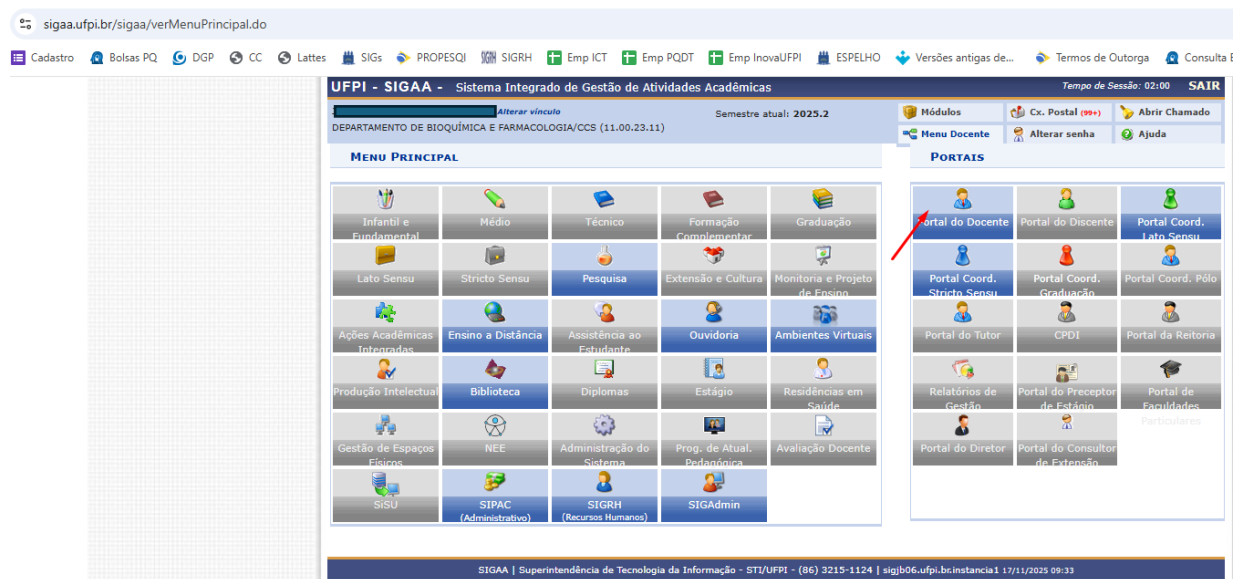 sigaa.ufpi.br/sigaa/verMenuPrincipal.do
Cadastro Bolsas PQ DGP CC Lattes SIGs PROPESQI SIGRH Emp ICT Emp PQDT Emp InovaUFPI ESPELHO Versões antigas de... Termos de Outorga Consulta
UFPI - SIGAA - Sistema Integrado de Gestão de Atividades Acadêmicas Tempo de Sessão: 02:00 SAIR
Alterar vínculo Semestre atual: 2025.2 Módulos Cx. Postal (99+) Abrir Chamado
DEPARTAMENTO DE BIOQUÍMICA E FARMACOLOGIA/CCS (11.00.23.11) Menu Docente Alterar senha Ajuda
MENU PRINCIPAL
Infantil e Fundamental
Médio
Técnico
Formação Complementar
Graduação
Lato Sensu
Stricto Sensu
Pesquisa
Extensão e Cultura
Monitoria e Projeto de Ensino
Ações Acadêmicas Integradas
Ensino a Distância
Assistência ao Estudante
Ouvidoria
Ambientes Virtuais
Produção Intelectual
Biblioteca
Diplomas
Estágio
Residências em Saúde
Gestão de Espaços Físicos
NEE
Administração do Sistema
Prog. de Atual. Pedagógica
Avaliação Docente
SiSU
SIPAC
(Administrativo)
SIGRH
(Recursos Humanos)
SIGAdmin
PORTAIS
Portal do Docente
Portal do Discente
Portal Coord. Lato Sensu
Portal Coord. Stricto Sensu
Portal Coord. Graduação
Portal Coord. Pólo
Portal do Tutor
CPDI
Portal da Reitoria
Relatórios de Gestão
Portal do Preceptor de Estágio
Portal de Faculdades Particulares
Portal do Diretor
Portal do Consultor de Extensão
SIGAA | Superintendência de Tecnologia da Informação - STI/UFPI - (86) 3215-1124 | sigjb06.ufpi.br.instancia1 17/11/2025 09:33